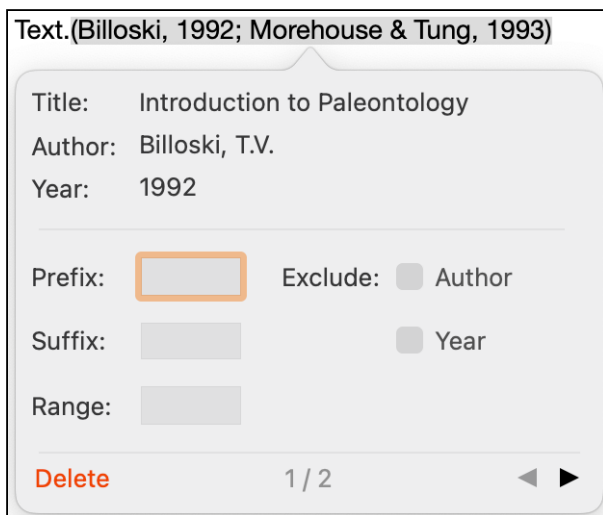 Text.(Billoski, 1992; Morehouse & Tung, 1993)
Title: Introduction to Paleontology
Author: Billoski, T.V.
Year: 1992
Prefix: Exclude: Author
Suffix: Year
Range:
Delete 1 / 2